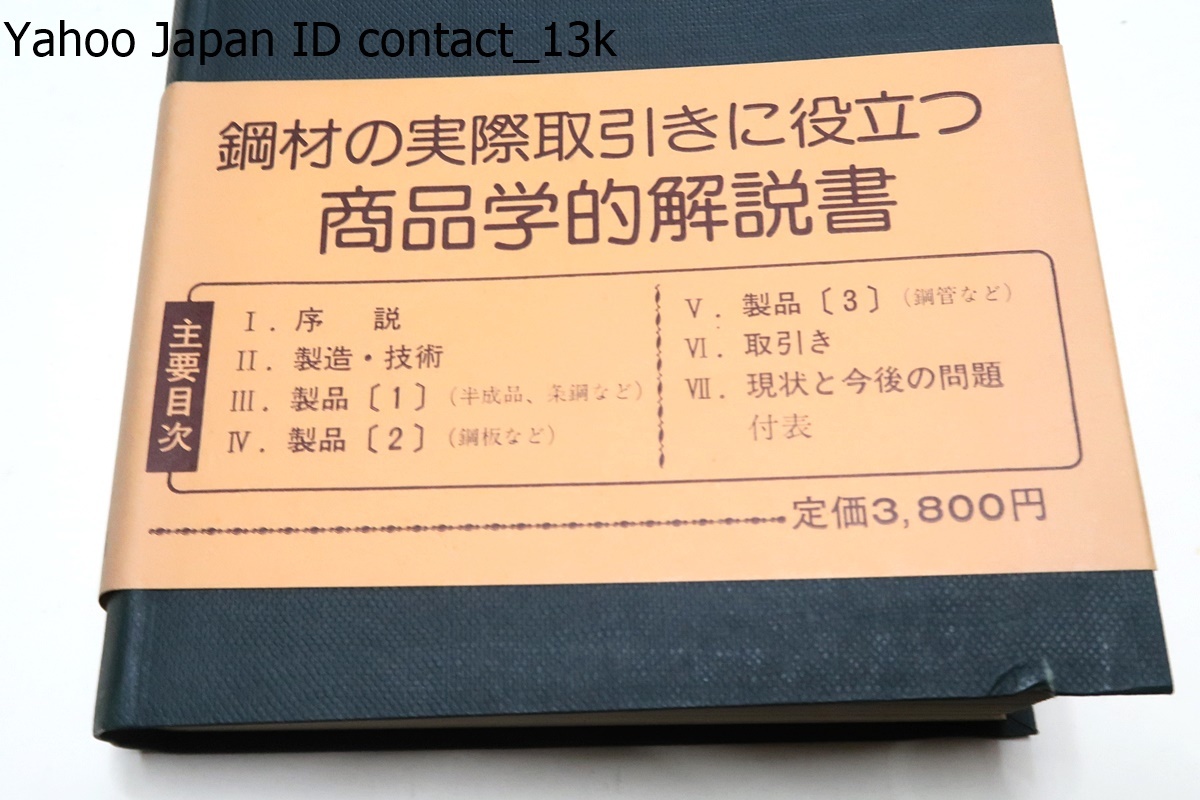 Yahoo Japan ID contact_13k
鋼材の実際取引きに役立つ
商品学的解説書
主要目次
Ⅰ. 序 説
Ⅱ. 製造・技術
Ⅲ. 製品〔1〕(半成品、条鋼など)
Ⅳ. 製品〔2〕(鋼板など)
Ⅴ. 製品〔3〕(鋼管など)
Ⅵ. 取引き
Ⅶ. 現状と今後の問題
付表
定価3,800円